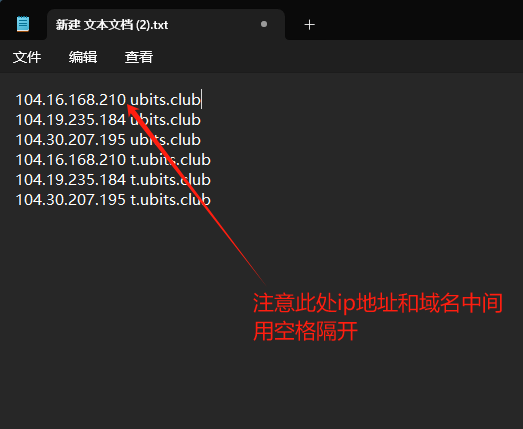 新建 文本文档 (2).txt
文件 编辑 查看
104.16.168.210 ubits.club
104.19.235.184 ubits.club
104.30.207.195 ubits.club
104.16.168.210 t.ubits.club
104.19.235.184 t.ubits.club
104.30.207.195 t.ubits.club
注意此处ip地址和域名中间
用空格隔开